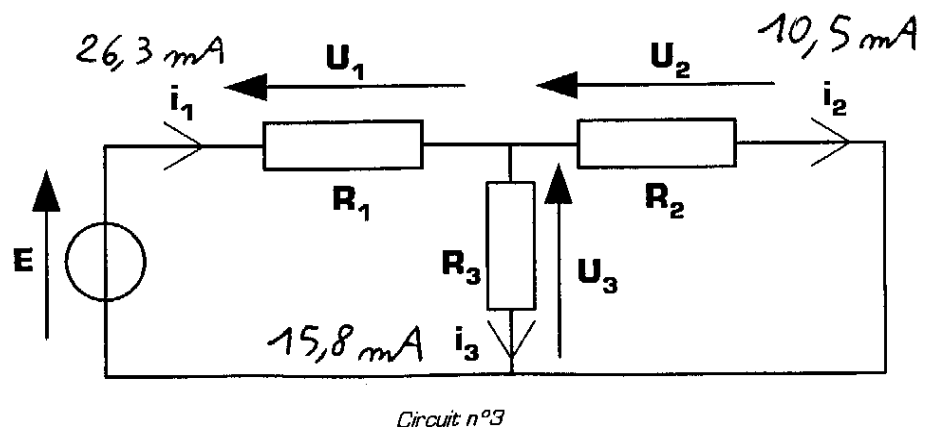 26,3 mA
10,5 mA
U1
U2
i1
i2
R1
R2
E
R3
U3
15,8 mA
i3
Circuit n°3